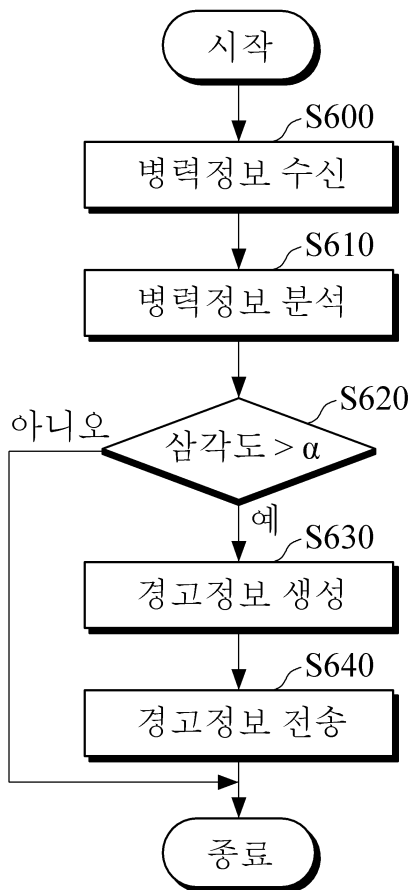 시작
S600
병력정보 수신
S610
병력정보 분석
S620
아니오
삼각도 > α
예
S630
경고정보 생성
S640
경고정보 전송
종료